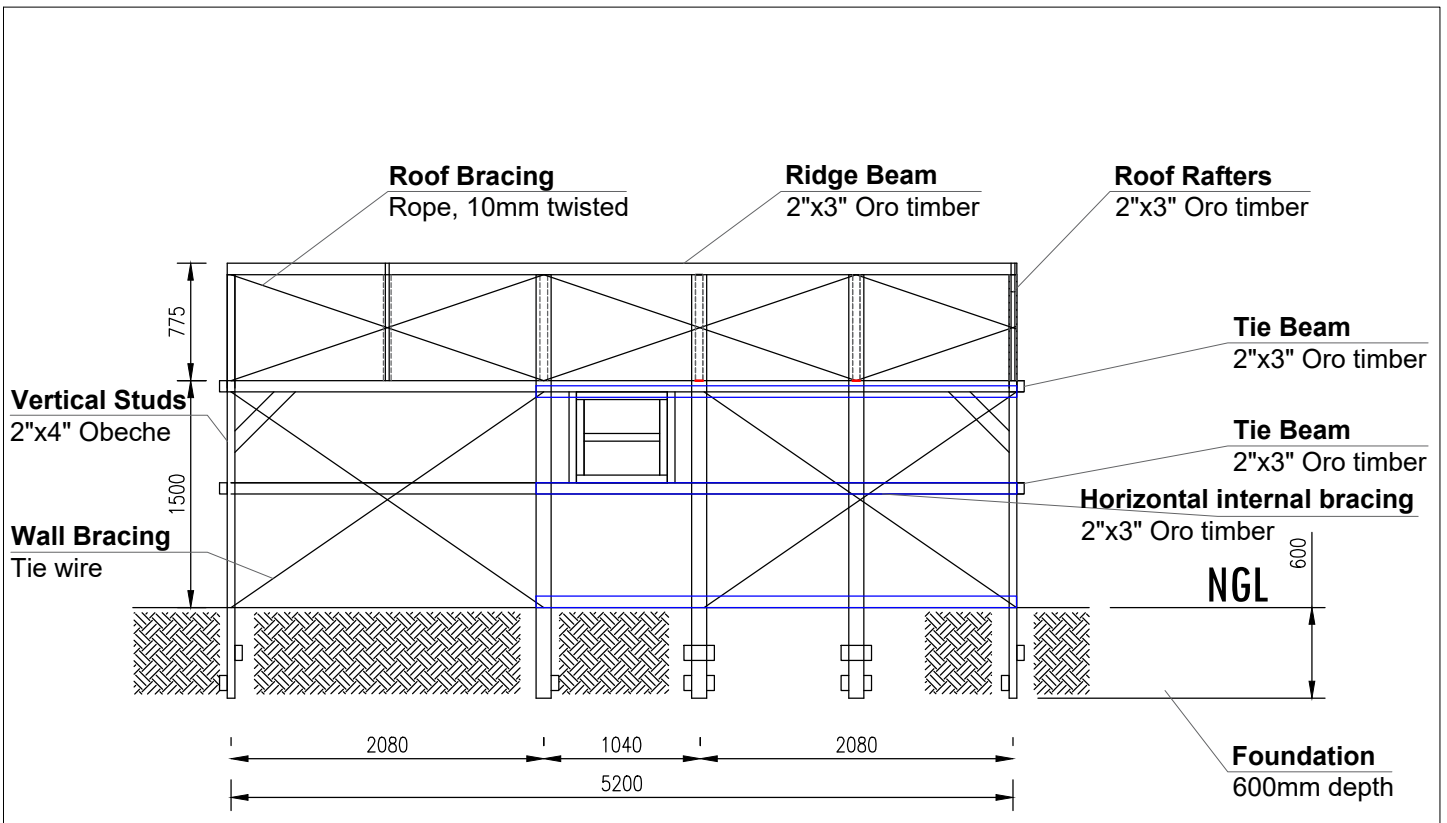 Roof Bracing
Rope, 10mm twisted
Ridge Beam
2"x3" Oro timber
Roof Rafters
2"x3" Oro timber
775
Tie Beam
2"x3" Oro timber
Vertical Studs
2"x4" Obeche
Tie Beam
2"x3" Oro timber
1500
Horizontal internal bracing
2"x3" Oro timber
Wall Bracing
Tie wire
600
NGL
2080
1040
2080
5200
Foundation
600mm depth